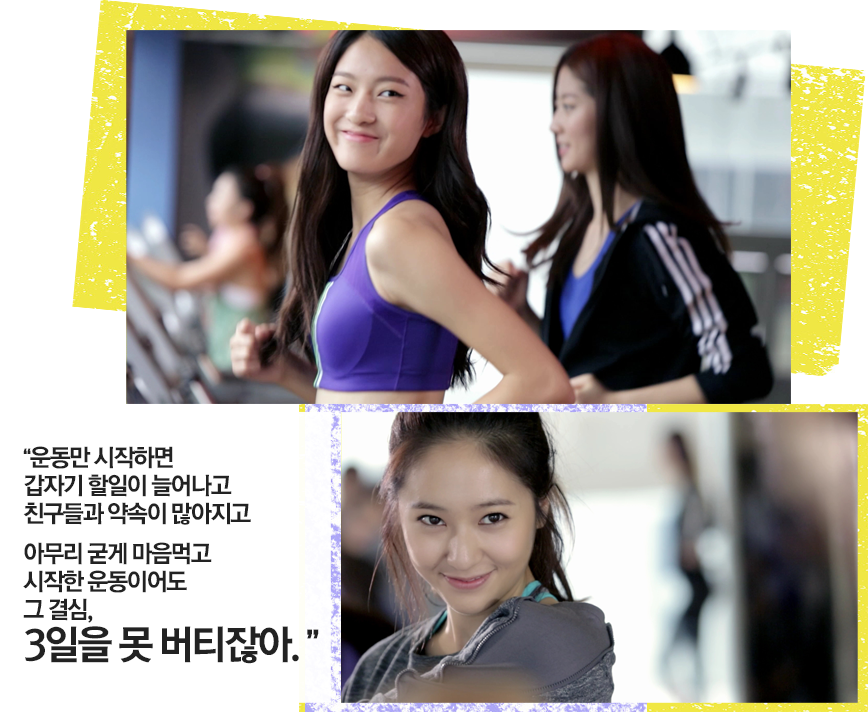 “운동만 시작하면
갑자기 할일이 늘어나고
친구들과 약속이 많아지고
아무리 굳게 마음먹고
시작한 운동이어도
그 결심,
3일을 못 버티잖아. ”